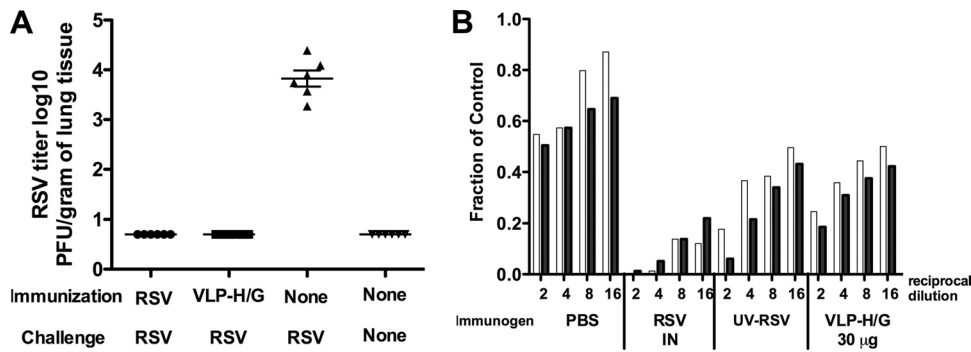 A
RSV titer log10
PFU/gram of lung tissue
5
4
3
2
1
0
Immunization RSV VLP-H/G None None
Challenge RSV RSV RSV None
B
Fraction of Control
1.0
0.8
0.6
0.4
0.2
0.0
2 4 8 16 2 4 8 16 2 4 8 16 2 4 8 16 reciprocal
dilution
Immunogen PBS RSV UV-RSV VLP-H/G
IN 30 µg